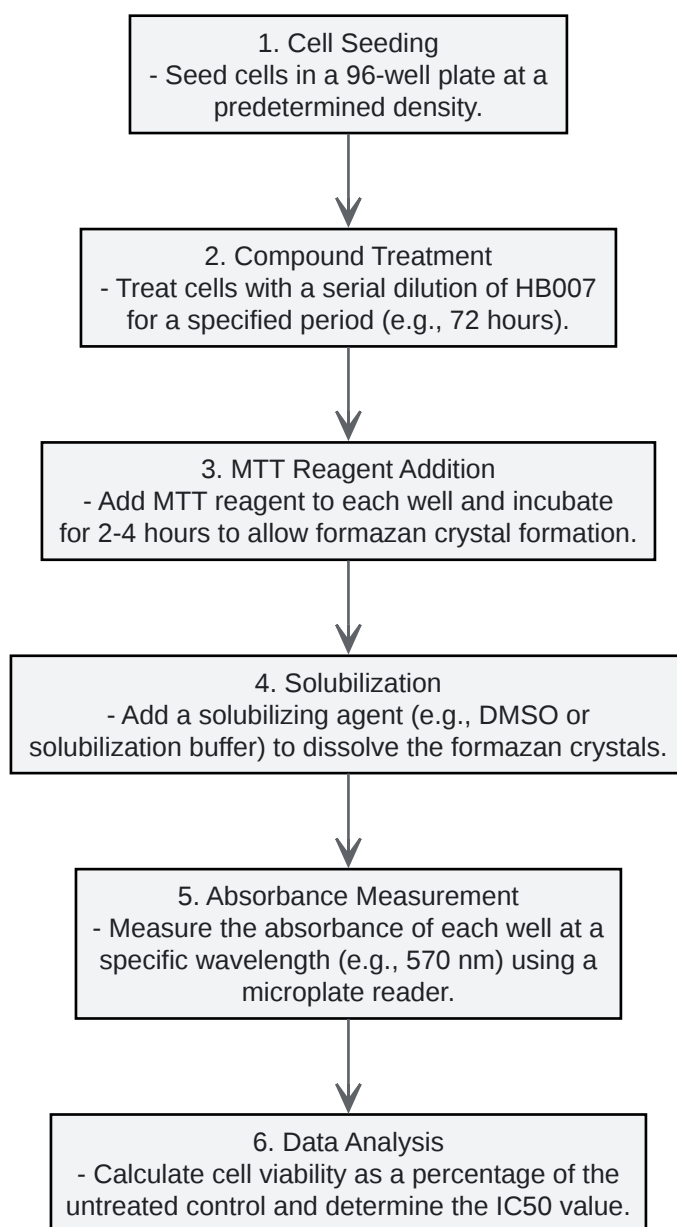 1. Cell Seeding
- Seed cells in a 96-well plate at a
predetermined density.
2. Compound Treatment
- Treat cells with a serial dilution of HB007
for a specified period (e.g., 72 hours).
3. MTT Reagent Addition
- Add MTT reagent to each well and incubate
for 2-4 hours to allow formazan crystal formation.
4. Solubilization
- Add a solubilizing agent (e.g., DMSO or
solubilization buffer) to dissolve the formazan crystals.
5. Absorbance Measurement
- Measure the absorbance of each well at a
specific wavelength (e.g., 570 nm) using a
microplate reader.
6. Data Analysis
- Calculate cell viability as a percentage of the
untreated control and determine the IC50 value.